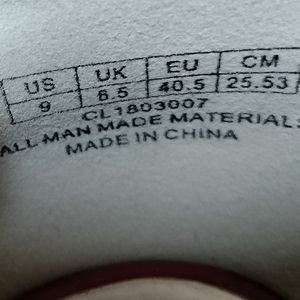 US UK EU CM
9 6.5 40.5 25.53
CL1803007
ALL MAN MADE MATERIALS
MADE IN CHINA